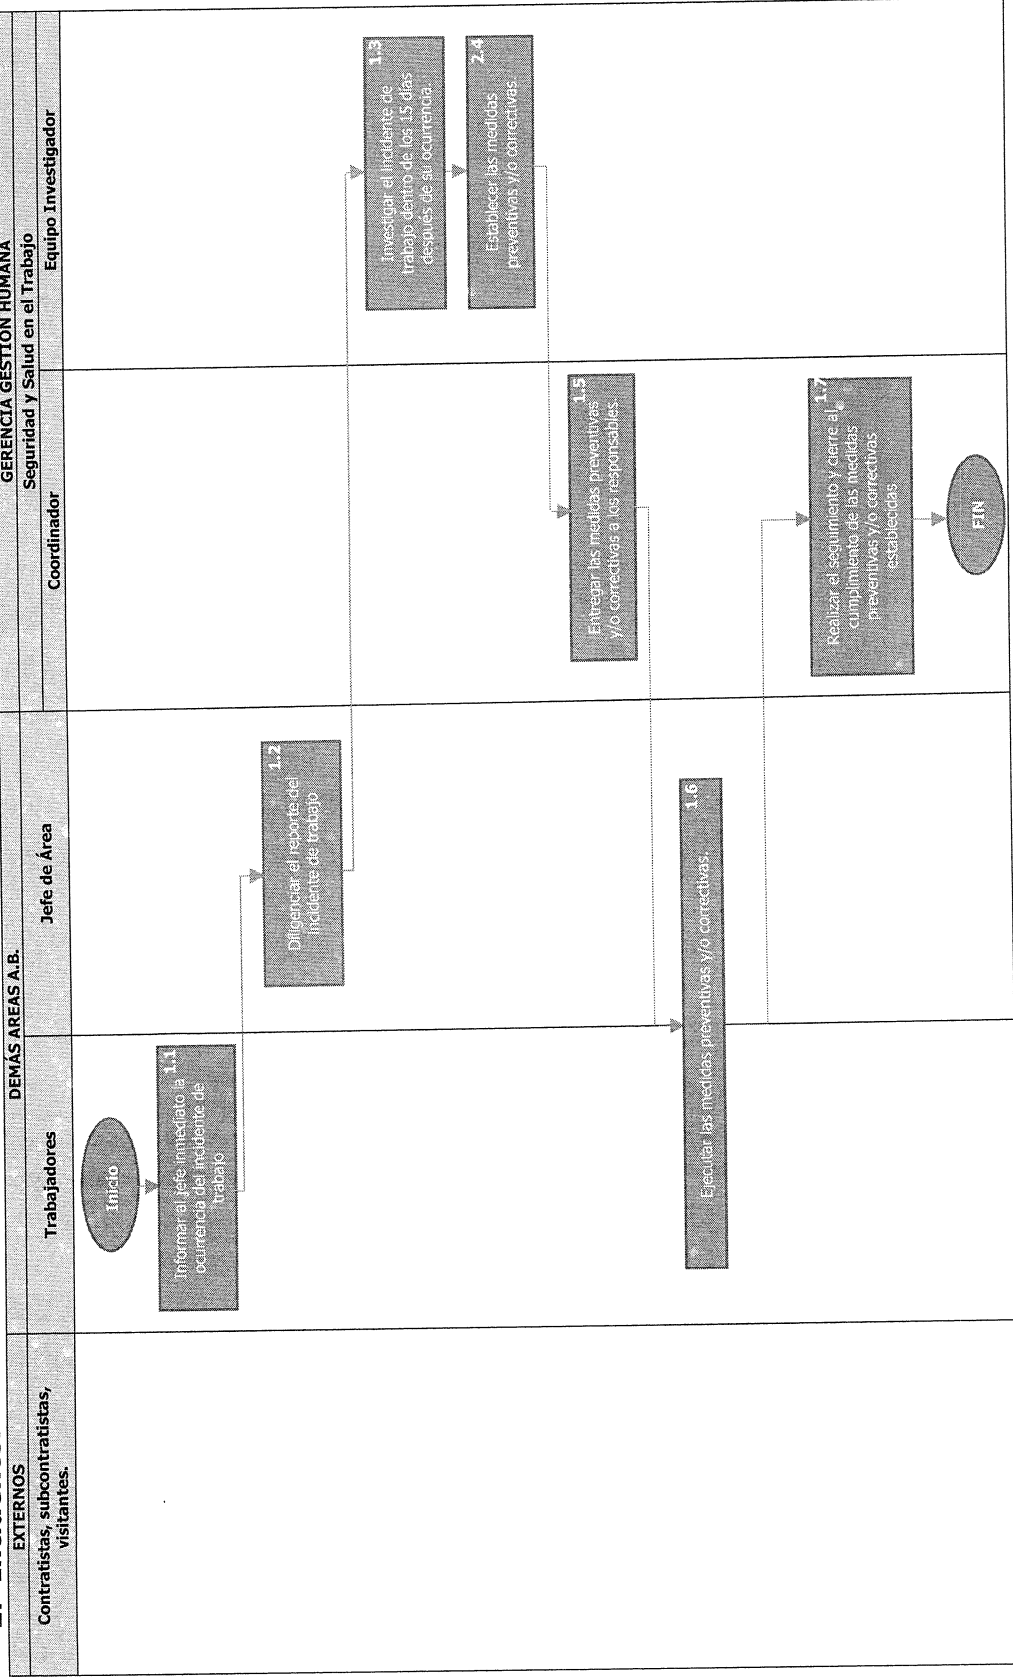 EXTERNOS
DEMÁS AREAS A.B.
GERENCIA GESTIÓN HUMANA
Seguridad y Salud en el Trabajo
Contratistas, subcontratistas,
visitantes.
Trabajadores
Jefe de Área
Coordinador
Equipo Investigador
Inicio
1.1
Informar al jefe inmediato la
ocurrencia del incidente de
trabajo
1.2
Diligenciar el reporte del
incidente de trabajo
1.3
Investigar el incidente de
trabajo dentro de los 15 días
después de su ocurrencia.
2.4
Establecer las medidas
preventivas y/o correctivas.
1.5
Entregar las medidas preventivas
y/o correctivas a los responsables.
1.6
Ejecutar las medidas preventivas y/o correctivas.
1.7
Realizar el seguimiento y cierre al
cumplimiento de las medidas
preventivas y/o correctivas
establecidas
FIN